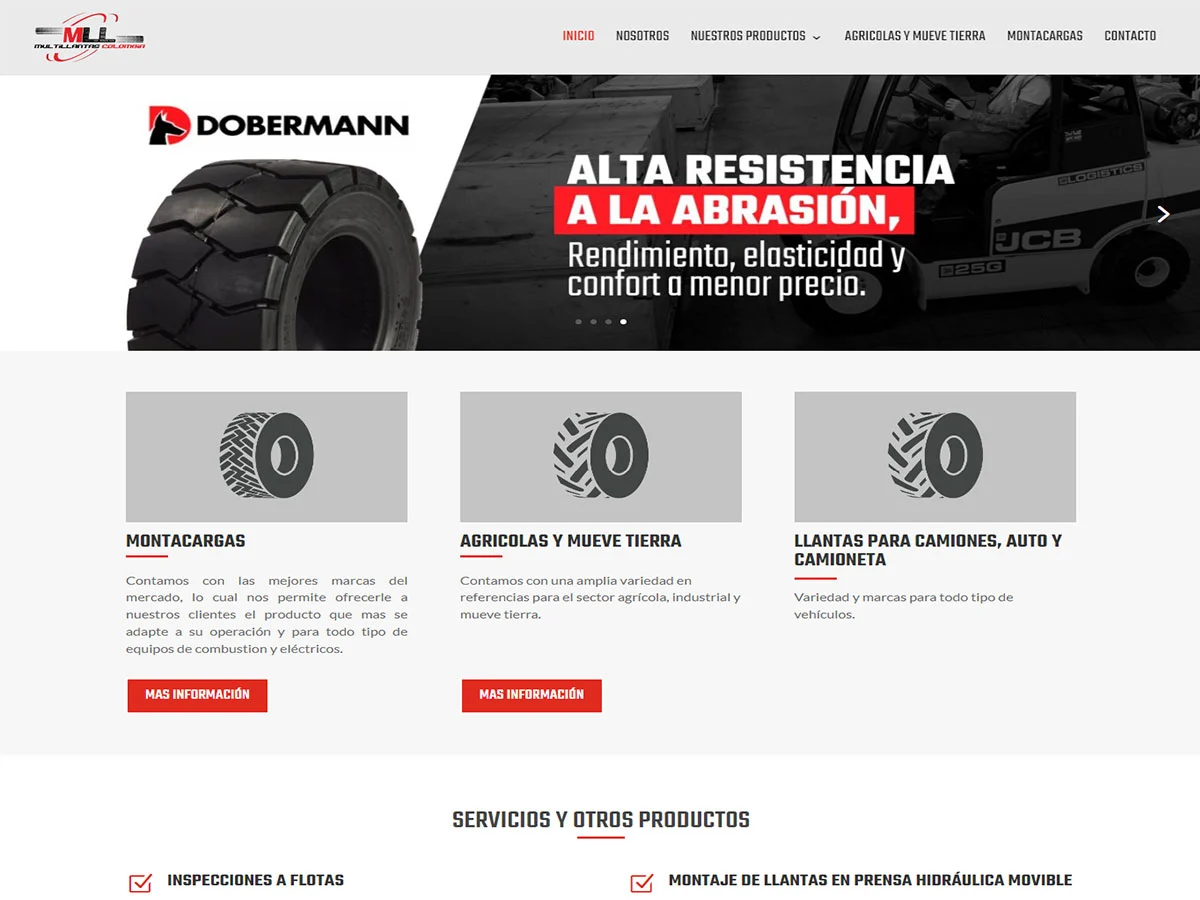 MLL
MULTILLANTAS COLOMBIA
INICIO NOSOTROS NUESTROS PRODUCTOS AGRICOLAS Y MUEVE TIERRA MONTACARGAS CONTACTO
DOBERMANN
ALTA RESISTENCIA
A LA ABRASIÓN,
Rendimiento, elasticidad y
confort a menor precio.
LOGISTICS
JCB
25G
MONTACARGAS
Contamos con las mejores marcas del
mercado, lo cual nos permite ofrecerle a
nuestros clientes el producto que mas se
adapte a su operación y para todo tipo de
equipos de combustion y eléctricos.
MAS INFORMACIÓN
AGRICOLAS Y MUEVE TIERRA
Contamos con una amplia variedad en
referencias para el sector agrícola, industrial y
mueve tierra.
MAS INFORMACIÓN
LLANTAS PARA CAMIONES, AUTO Y
CAMIONETA
Variedad y marcas para todo tipo de
vehículos.
SERVICIOS Y OTROS PRODUCTOS
INSPECCIONES A FLOTAS
MONTAJE DE LLANTAS EN PRENSA HIDRÁULICA MOVIBLE